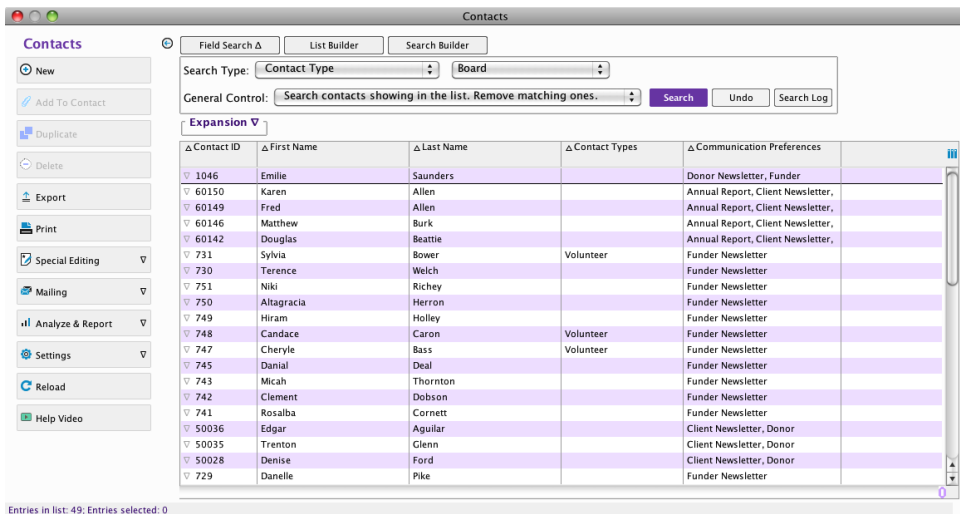 Contacts
Contacts
Field Search Δ List Builder Search Builder
New
Search Type: Contact Type Board
Add To Contact
General Control: Search contacts showing in the list. Remove matching ones. Search Undo Search Log
Duplicate
Expansion ∇
Delete
Δ Contact ID Δ First Name Δ Last Name Δ Contact Types Δ Communication Preferences
Export
Print
Special Editing ∇
Mailing ∇
Analyze & Report ∇
Settings ∇
Reload
Help Video
∇ 1046 Emilie Saunders Donor Newsletter, Funder
∇ 60150 Karen Allen Annual Report, Client Newsletter,
∇ 60149 Fred Allen Annual Report, Client Newsletter,
∇ 60146 Matthew Burk Annual Report, Client Newsletter,
∇ 60142 Douglas Beattie Annual Report, Client Newsletter,
∇ 731 Sylvia Bower Volunteer Funder Newsletter
∇ 730 Terence Welch Funder Newsletter
∇ 751 Niki Richey Funder Newsletter
∇ 750 Altagracia Herron Funder Newsletter
∇ 749 Hiram Holley Funder Newsletter
∇ 748 Candace Caron Volunteer Funder Newsletter
∇ 747 Cheryle Bass Volunteer Funder Newsletter
∇ 745 Danial Deal Funder Newsletter
∇ 743 Micah Thornton Funder Newsletter
∇ 742 Clement Dobson Funder Newsletter
∇ 741 Rosalba Cornett Funder Newsletter
∇ 50036 Edgar Aguilar Client Newsletter, Donor
∇ 50035 Trenton Glenn Client Newsletter, Donor
∇ 50028 Denise Ford Client Newsletter, Donor
∇ 729 Danelle Pike Funder Newsletter
0
Entries in list: 49; Entries selected: 0